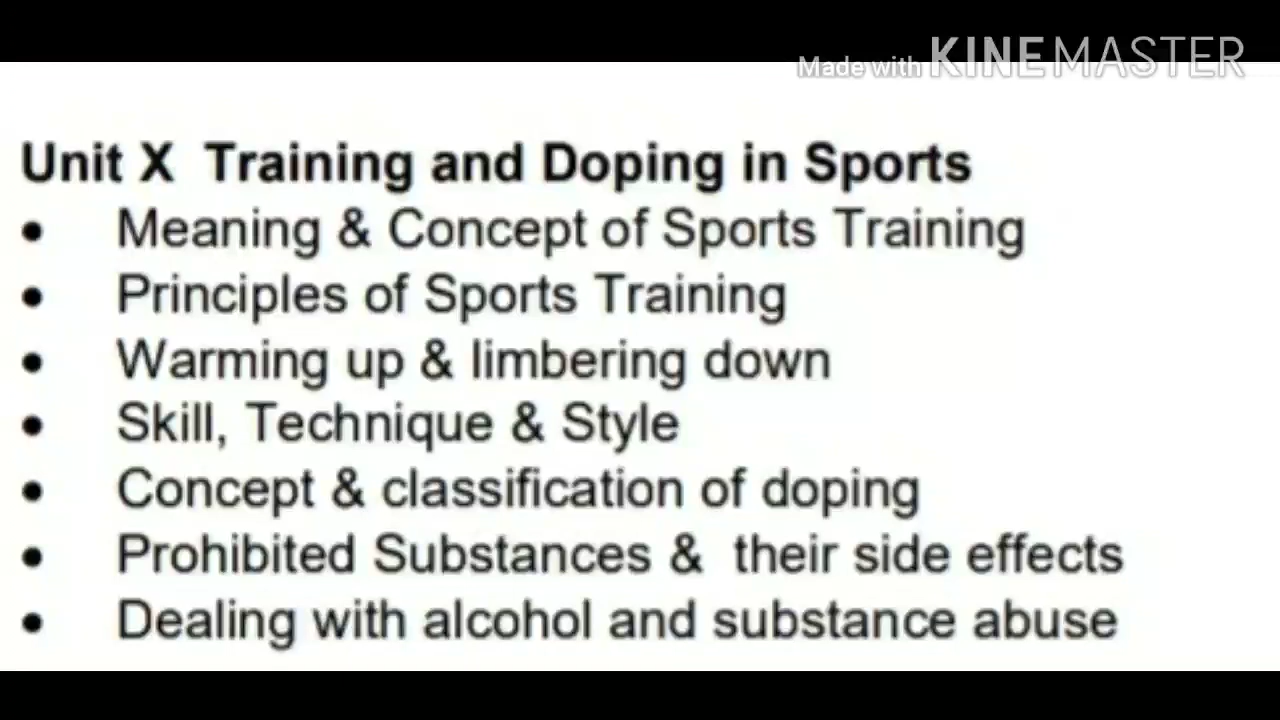 Made with KINEMASTER
Unit X Training and Doping in Sports
• Meaning & Concept of Sports Training
• Principles of Sports Training
• Warming up & limbering down
• Skill, Technique & Style
• Concept & classification of doping
• Prohibited Substances & their side effects
• Dealing with alcohol and substance abuse